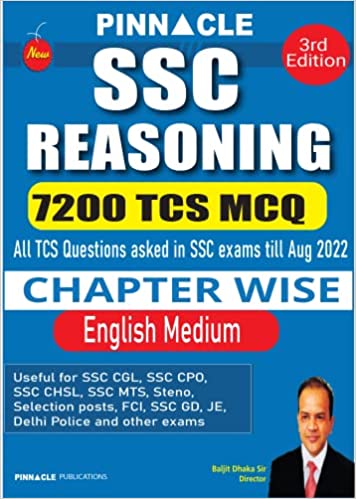 PINNACLE
New
3rd
Edition
SSC
REASONING
7200 TCS MCQ
All TCS Questions asked in SSC exams till Aug 2022
CHAPTER WISE
English Medium
Useful for SSC CGL, SSC CPO,
SSC CHSL, SSC MTS, Steno,
Selection posts, FCI, SSC GD, JE,
Delhi Police and other exams
Baljit Dhaka Sir
Director
PINNACLE PUBLICATIONS